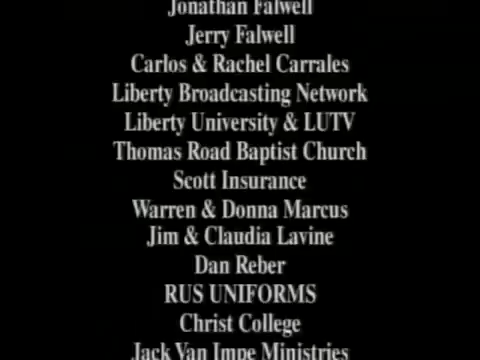 Jonathan Falwell
Jerry Falwell
Carlos & Rachel Carrales
Liberty Broadcasting Network
Liberty University & LUTV
Thomas Road Baptist Church
Scott Insurance
Warren & Donna Marcus
Jim & Claudia Lavine
Dan Reber
RUS UNIFORMS
Christ College
Jack Van Impe Ministries